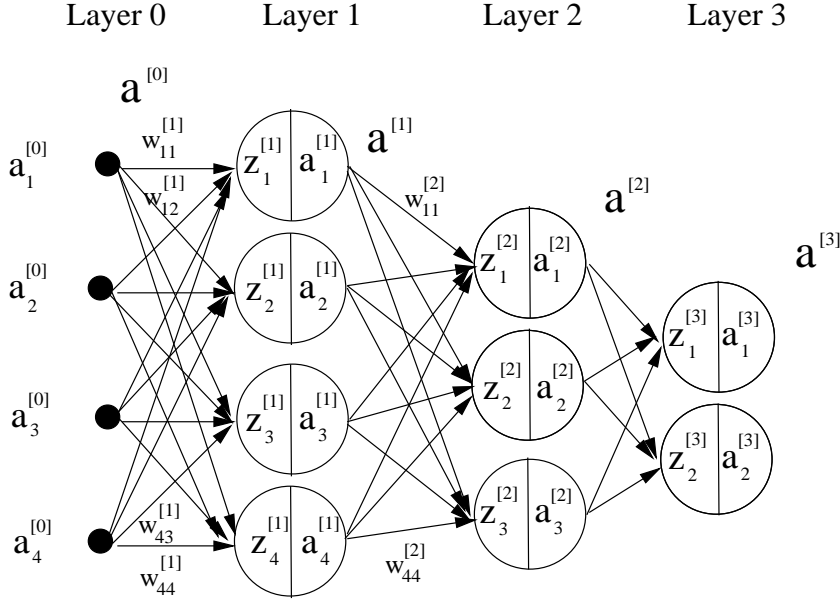 Layer 0 Layer 1 Layer 2 Layer 3
a^[0]
w_11^[1]
a_1^[0] z_1^[1] a_1^[1] a^[1]
w_12^[1] w_11^[2] a^[2]
z_1^[2] a_1^[2] a^[3]
a_2^[0] z_2^[1] a_2^[1]
z_1^[3] a_1^[3]
z_2^[2] a_2^[2]
a_3^[0] z_3^[1] a_3^[1]
z_2^[3] a_2^[3]
z_3^[2] a_3^[2]
w_43^[1]
a_4^[0] z_4^[1] a_4^[1]
w_44^[1] w_44^[2]